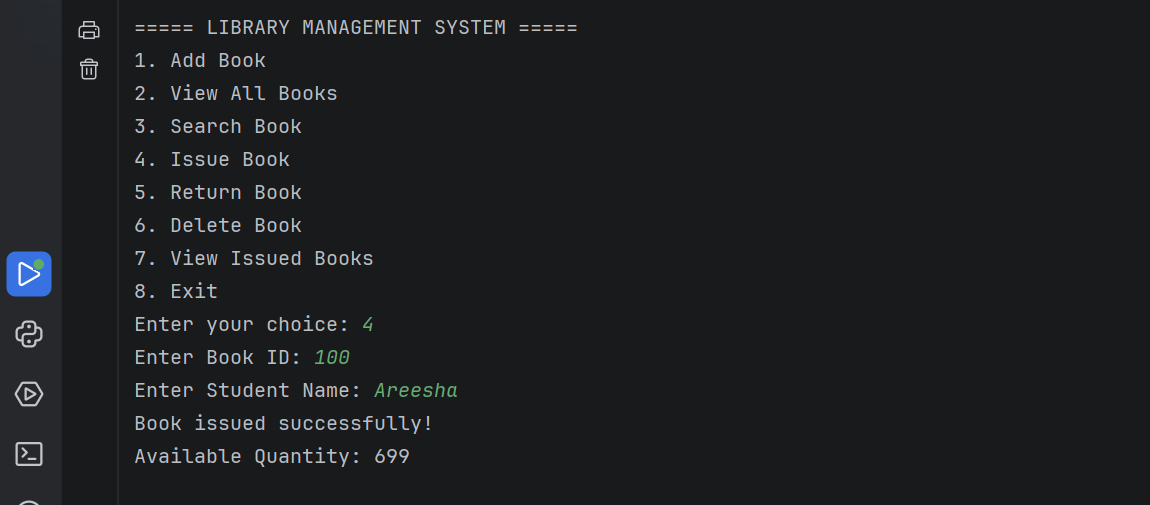 ===== LIBRARY MANAGEMENT SYSTEM =====
1. Add Book
2. View All Books
3. Search Book
4. Issue Book
5. Return Book
6. Delete Book
7. View Issued Books
8. Exit
Enter your choice: 4
Enter Book ID: 100
Enter Student Name: Areesha
Book issued successfully!
Available Quantity: 699